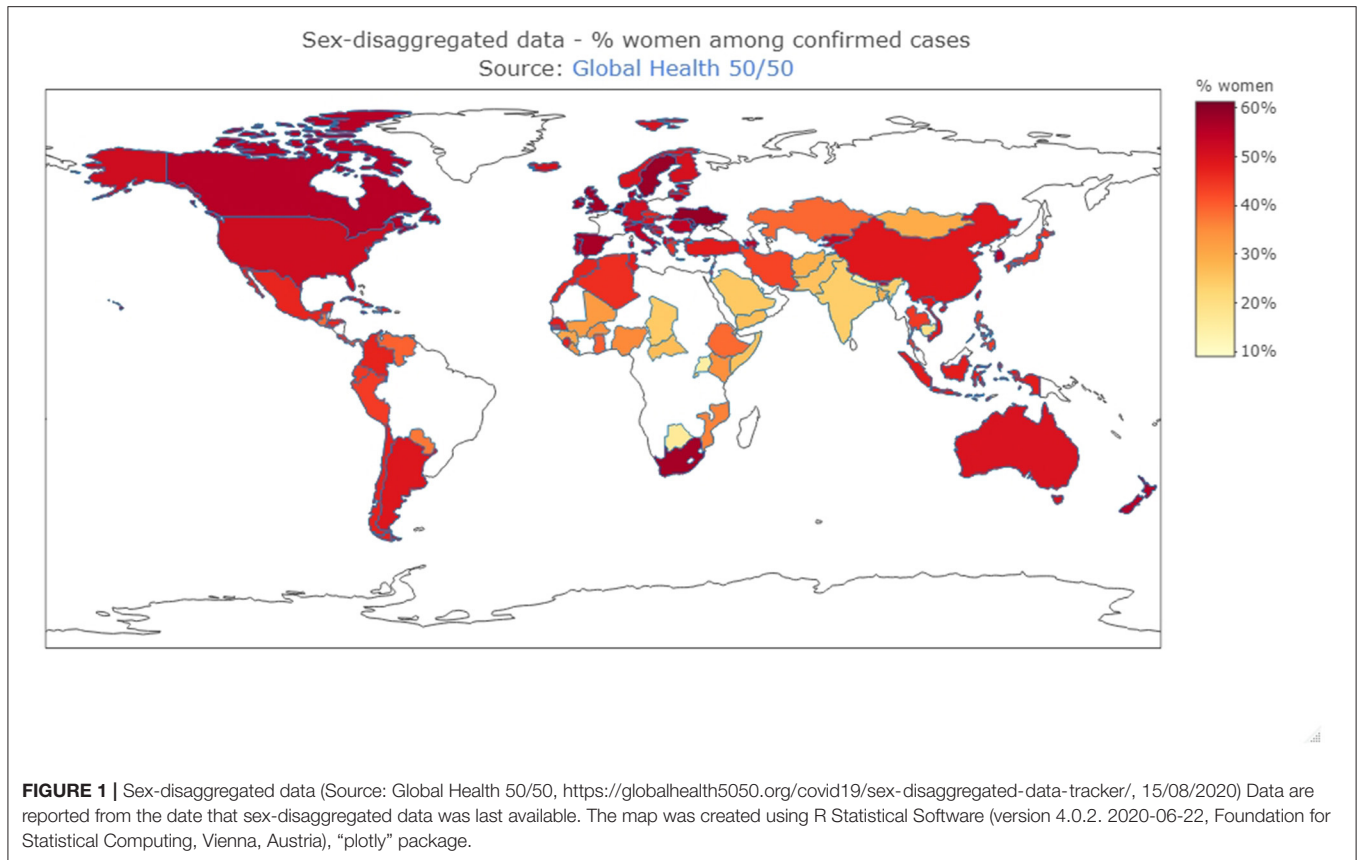 Sex-disaggregated data - % women among confirmed cases
Source: Global Health 50/50
% women
60%
50%
40%
30%
20%
10%
FIGURE 1 | Sex-disaggregated data (Source: Global Health 50/50, https://globalhealth5050.org/covid19/sex-disaggregated-data-tracker/, 15/08/2020) Data are
reported from the date that sex-disaggregated data was last available. The map was created using R Statistical Software (version 4.0.2. 2020-06-22, Foundation for
Statistical Computing, Vienna, Austria), “plotly” package.